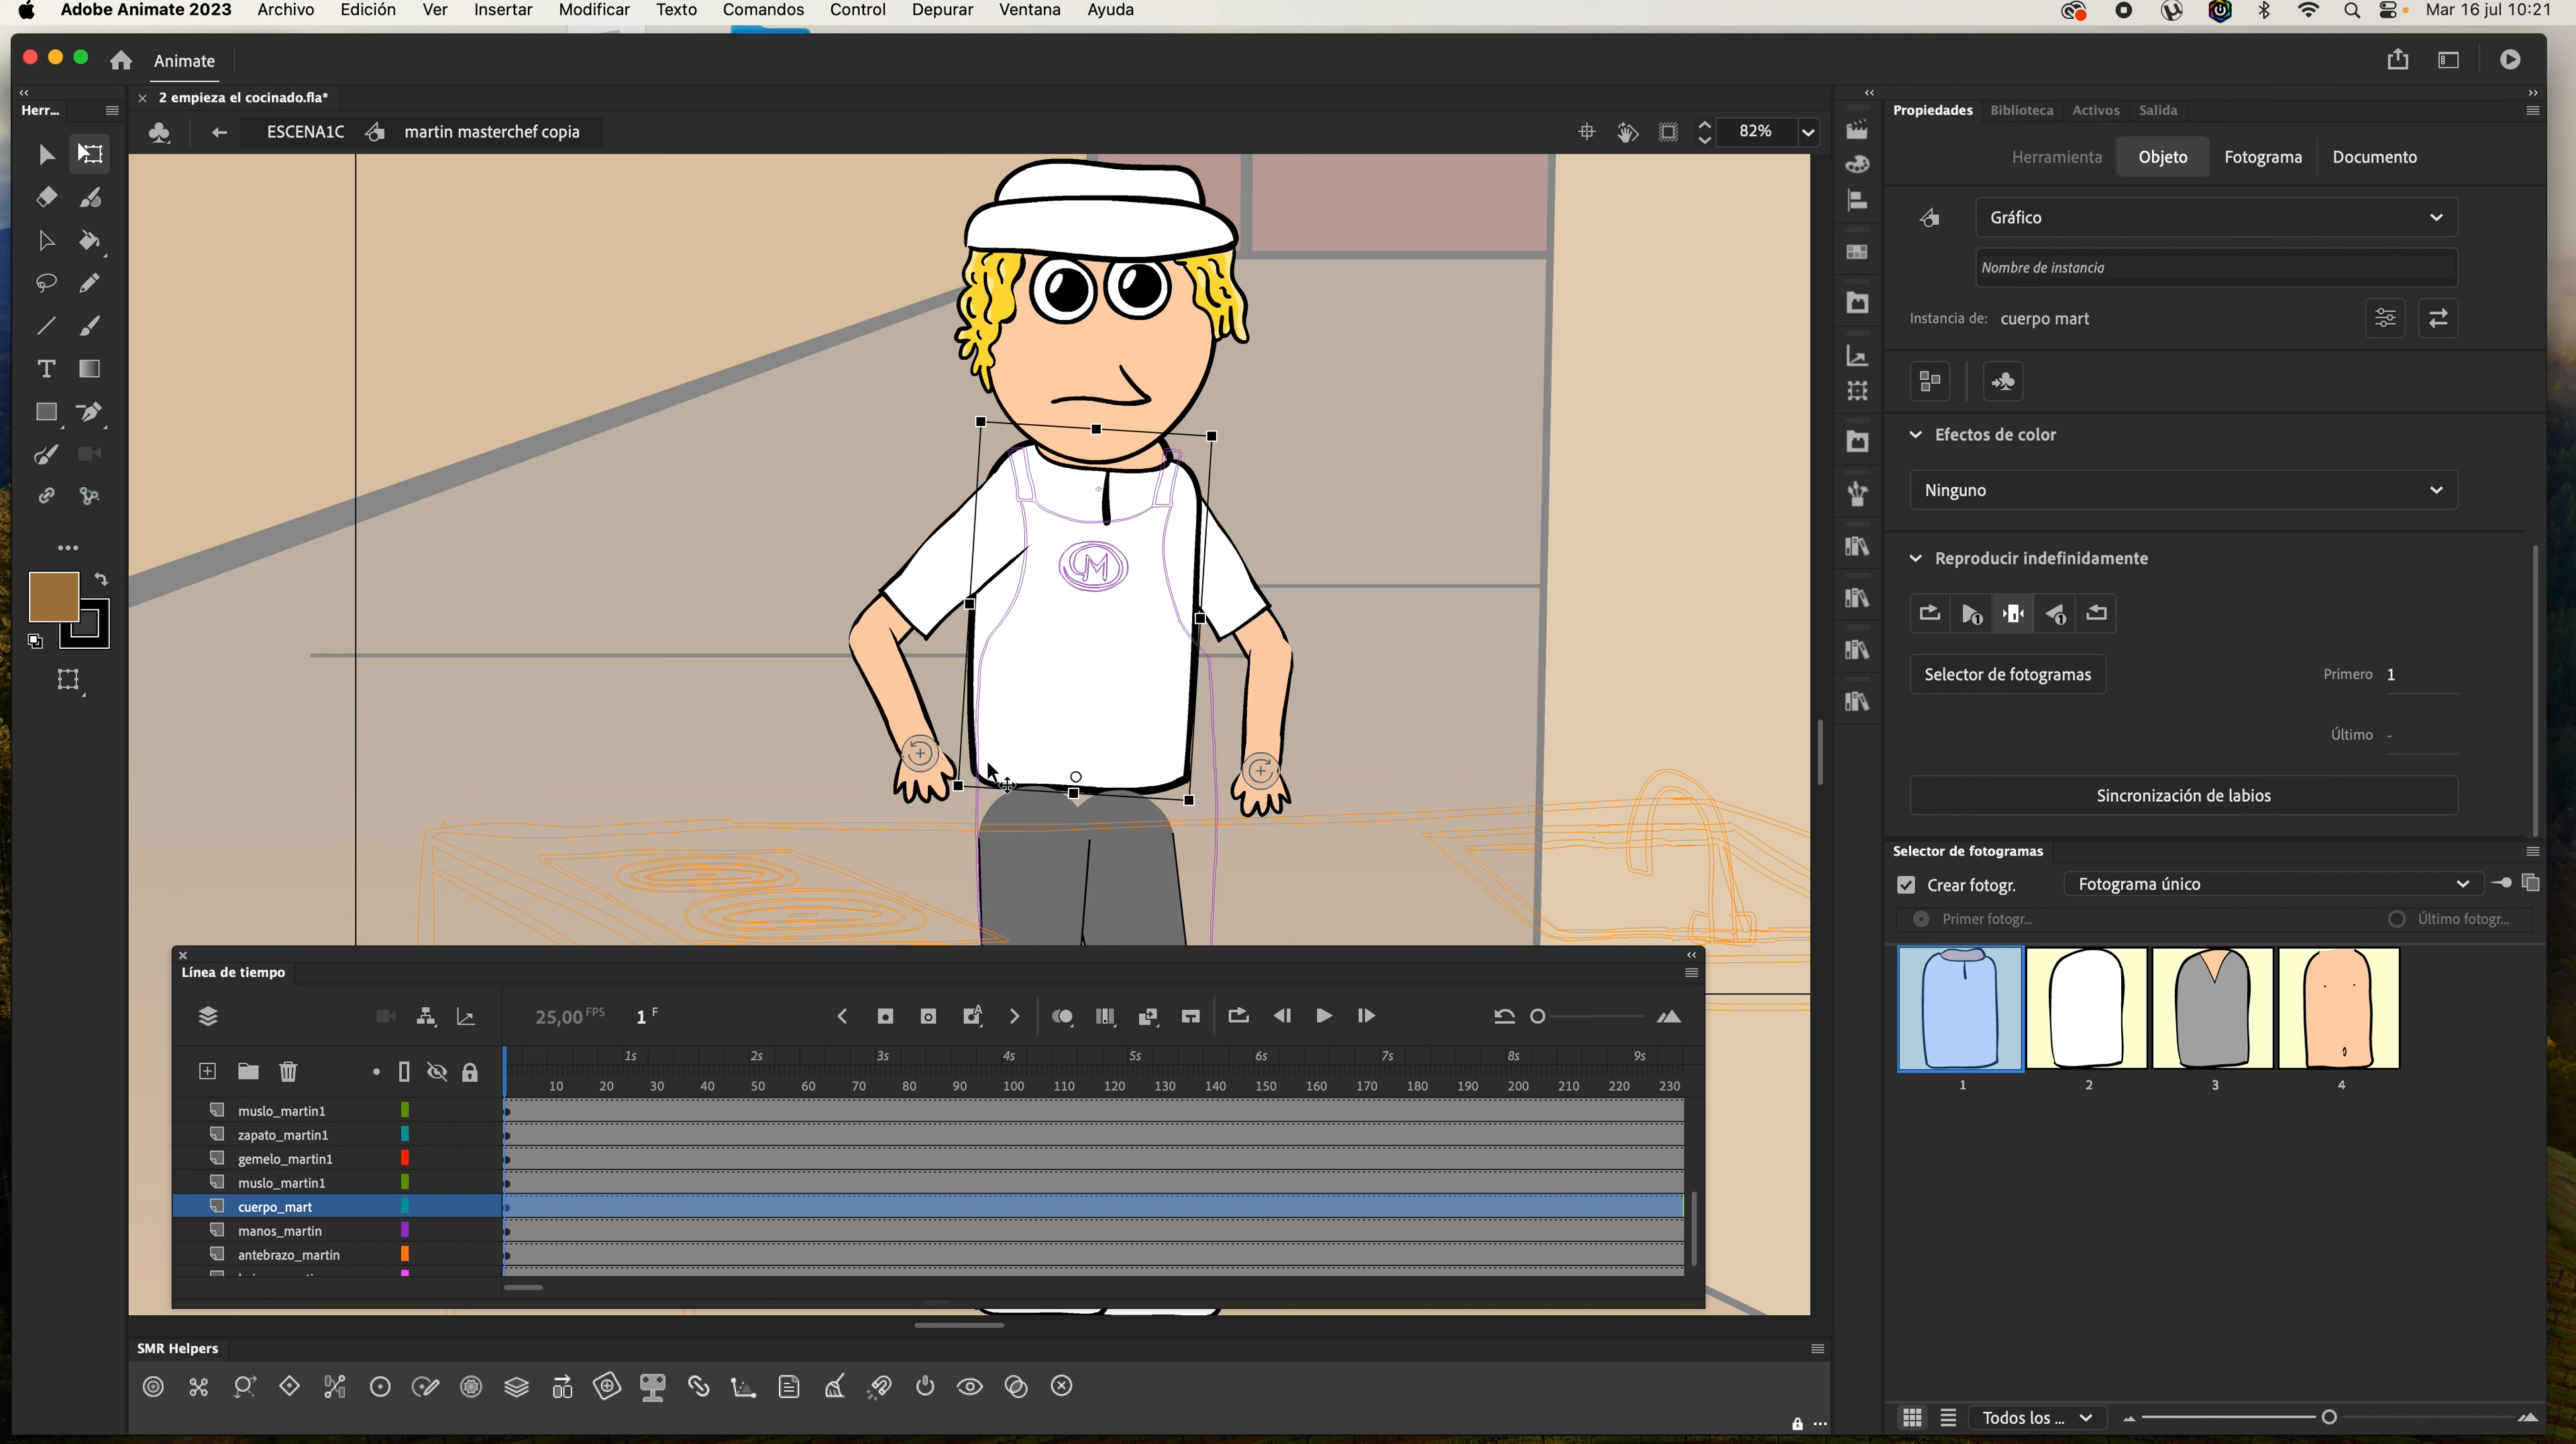 Adobe Animate 2023 Archivo Edición Ver Insertar Modificar Texto Comandos Control Depurar Ventana Ayuda Mar 16 jul 10:21
Animate
Herr...
2 empieza el cocinado.fla*
ESCENA1C martin masterchef copia 82%
Propiedades Biblioteca Activos Salida
Herramienta Objeto Fotograma Documento
Gráfico
Nombre de instancia
Instancia de: cuerpo mart
Efectos de color
Ninguno
Reproducir indefinidamente
Selector de fotogramas Primero 1
Último -
Sincronización de labios
Selector de fotogramas
Crear fotogr. Fotograma único
Primer fotogr... Último fotogr...
1 2 3 4
Todos los ...
M
Línea de tiempo
25,00 FPS 1 F
1s 2s 3s 4s 5s 6s 7s 8s 9s
10 20 30 40 50 60 70 80 90 100 110 120 130 140 150 160 170 180 190 200 210 220 230
muslo_martin1
zapato_martin1
gemelo_martin1
muslo_martin1
cuerpo_mart
manos_martin
antebrazo_martin
SMR Helpers